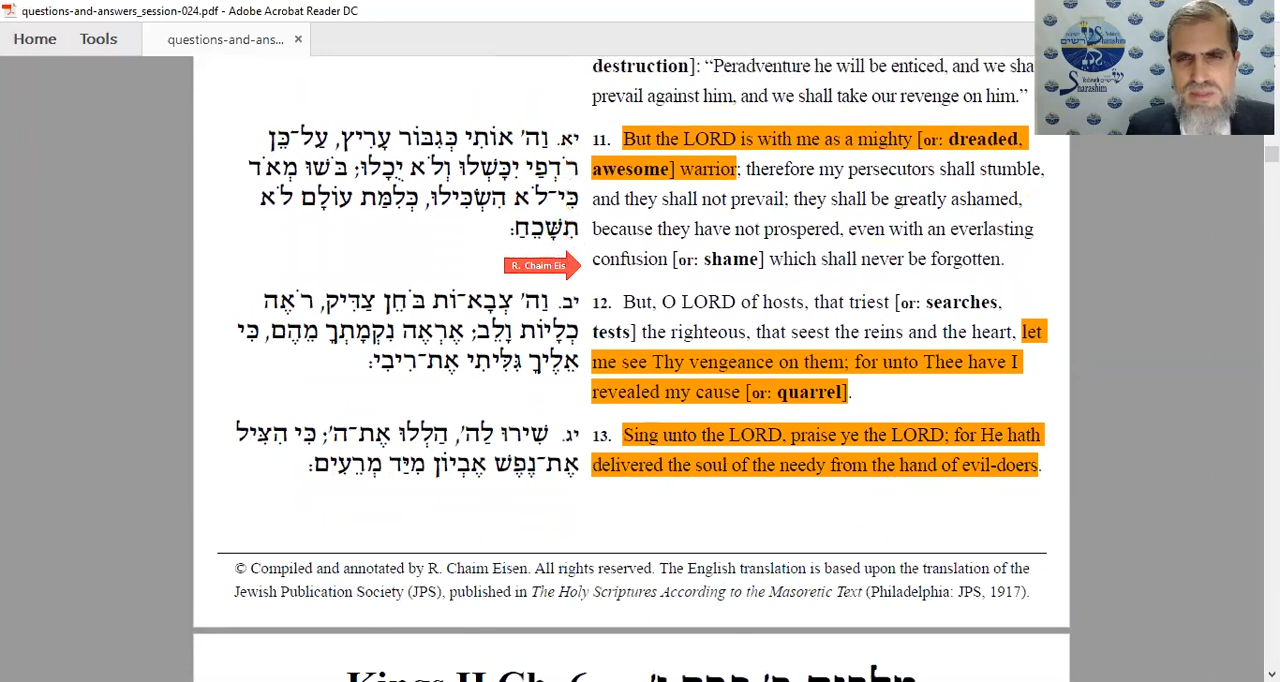 questions-and-answers_session-024.pdf - Adobe Acrobat Reader DC
Home Tools questions-and-ans... ×
destruction]: “Peradventure he will be enticed, and we sha
prevail against him, and we shall take our revenge on him.”
יא. וַה' אוֹתִי כְּגִבּוֹר עָרִיץ, עַל־כֵּן
רֹדְפַי יִכָּשְׁלוּ וְלֹא יֻכָלוּ; בֹּשׁוּ מְאֹד
כִּי־לֹא הִשְׂכִּילוּ, כְּלִמַּת עוֹלָם לֹא
תִשָּׁכֵחַ:
11. But the LORD is with me as a mighty [or: dreaded,
awesome] warrior; therefore my persecutors shall stumble,
and they shall not prevail; they shall be greatly ashamed,
because they have not prospered, even with an everlasting
confusion [or: shame] which shall never be forgotten.
R. Chaim Eis
יב. וַה' צְבָא־וֹת בֹּחֵן צַדִּיק, רֹאֶה
כְלָיוֹת וָלֵב; אֶרְאֶה נִקְמָתְךָ מֵהֶם, כִּי
אֵלֶיךָ גִּלִּיתִי אֶת־רִיבִי:
12. But, O LORD of hosts, that triest [or: searches,
tests] the righteous, that seest the reins and the heart, let
me see Thy vengeance on them; for unto Thee have I
revealed my cause [or: quarrel].
יג. שִׁירוּ לַה', הַלְלוּ אֶת־ה'; כִּי הִצִּיל
אֶת־נֶפֶשׁ אֶבְיוֹן מִיַּד מְרֵעִים:
13. Sing unto the LORD, praise ye the LORD; for He hath
delivered the soul of the needy from the hand of evil-doers.
© Compiled and annotated by R. Chaim Eisen. All rights reserved. The English translation is based upon the translation of the
Jewish Publication Society (JPS), published in The Holy Scriptures According to the Masoretic Text (Philadelphia: JPS, 1917).
Sharashim